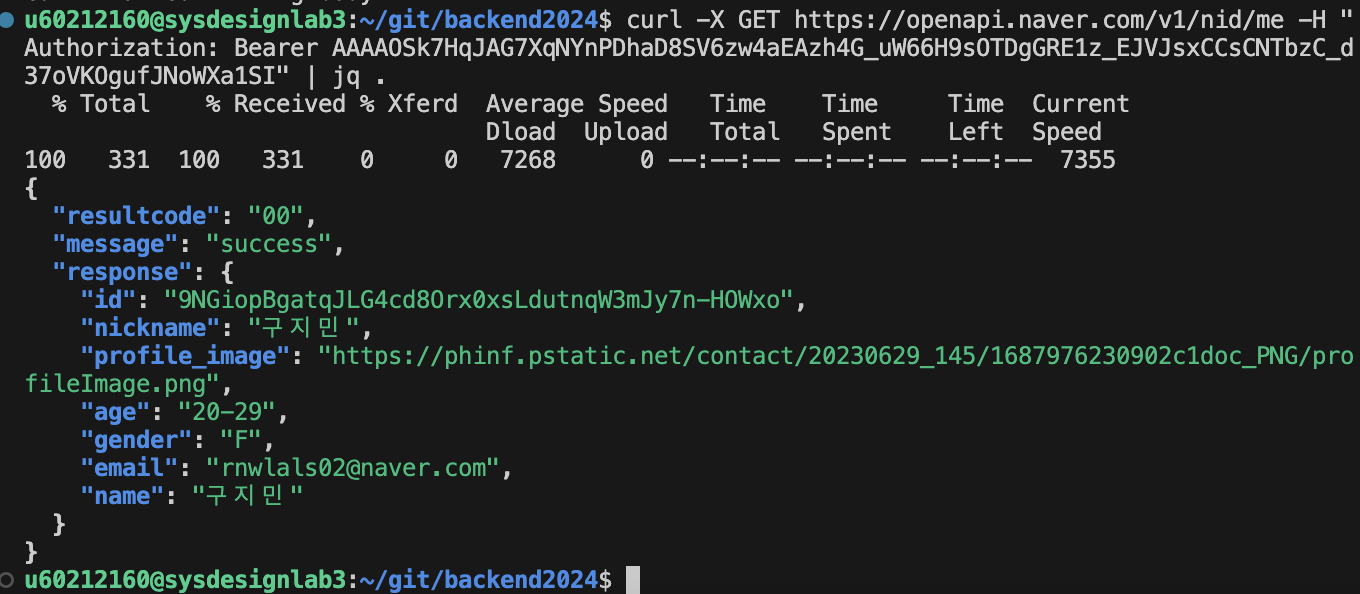 u60212160@sysdesignlab3:~/git/backend2024$ curl -X GET https://openapi.naver.com/v1/nid/me -H "
Authorization: Bearer AAAAOSk7HqJAG7XqNYnPDhaD8SV6zw4aEAzh4G_uW66H9sOTDgGRE1z_EJVJsxCCsCNTbzC_d
37oVKOgufJNoWXa1SI" | jq .
% Total % Received % Xferd Average Speed Time Time Time Current
Dload Upload Total Spent Left Speed
100 331 100 331 0 0 7268 0 --:--:-- --:--:-- --:--:-- 7355
{
"resultcode": "00",
"message": "success",
"response": {
"id": "9NGiopBgatqJLG4cd8Orx0xsLdutnqW3mJy7n-HOWxo",
"nickname": "구지민",
"profile_image": "https://phinf.pstatic.net/contact/20230629_145/1687976230902c1doc_PNG/pro
fileImage.png",
"age": "20-29",
"gender": "F",
"email": "rnwlals02@naver.com",
"name": "구지민"
}
}
u60212160@sysdesignlab3:~/git/backend2024$